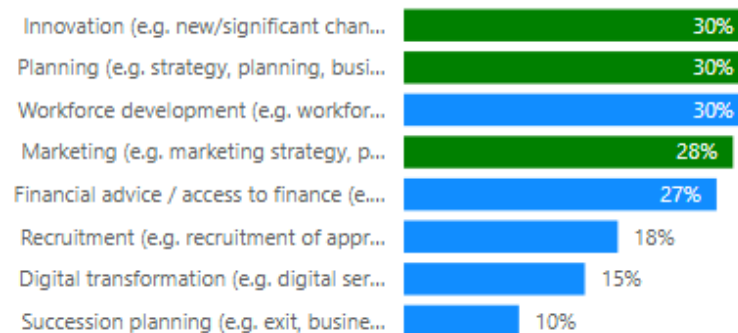 Innovation (e.g. new/significant chan... 30%
Planning (e.g. strategy, planning, busi... 30%
Workforce development (e.g. workfor... 30%
Marketing (e.g. marketing strategy, p... 28%
Financial advice / access to finance (e.... 27%
Recruitment (e.g. recruitment of appr... 18%
Digital transformation (e.g. digital ser... 15%
Succession planning (e.g. exit, busine... 10%